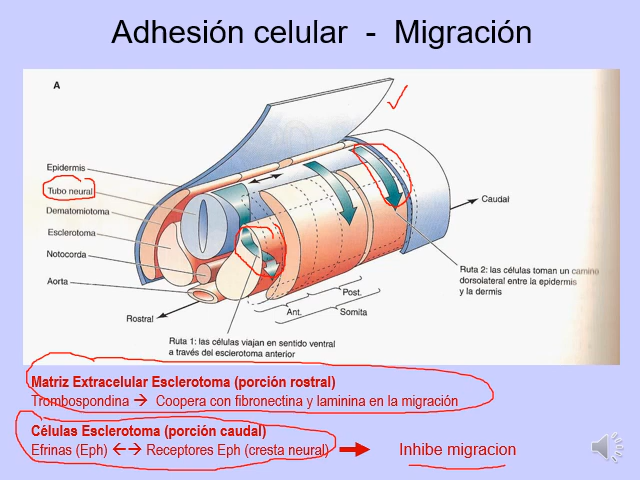 Adhesión celular - Migración
A
Epidermis
Tubo neural
Dematomiotoma
Esclerotoma
Notocorda
Aorta
Rostral
Caudal
Ruta 2: las células toman un camino
dorsolateral entre la epidermis
y la dermis
Post.
Ant.
Somita
Ruta 1: las células viajan en sentido ventral
a través del esclerotoma anterior
Matriz Extracelular Esclerotoma (porción rostral)
Trombospondina → Coopera con fibronectina y laminina en la migración
Células Esclerotoma (porción caudal)
Efrinas (Eph) ←→ Receptores Eph (cresta neural)
Inhibe migracion